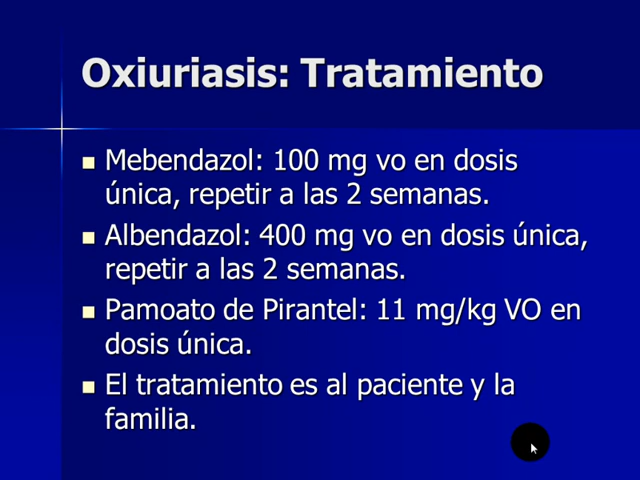 Oxiuriasis: Tratamiento
Mebendazol: 100 mg vo en dosis
única, repetir a las 2 semanas.
Albendazol: 400 mg vo en dosis única,
repetir a las 2 semanas.
Pamoato de Pirantel: 11 mg/kg VO en
dosis única.
El tratamiento es al paciente y la
familia.